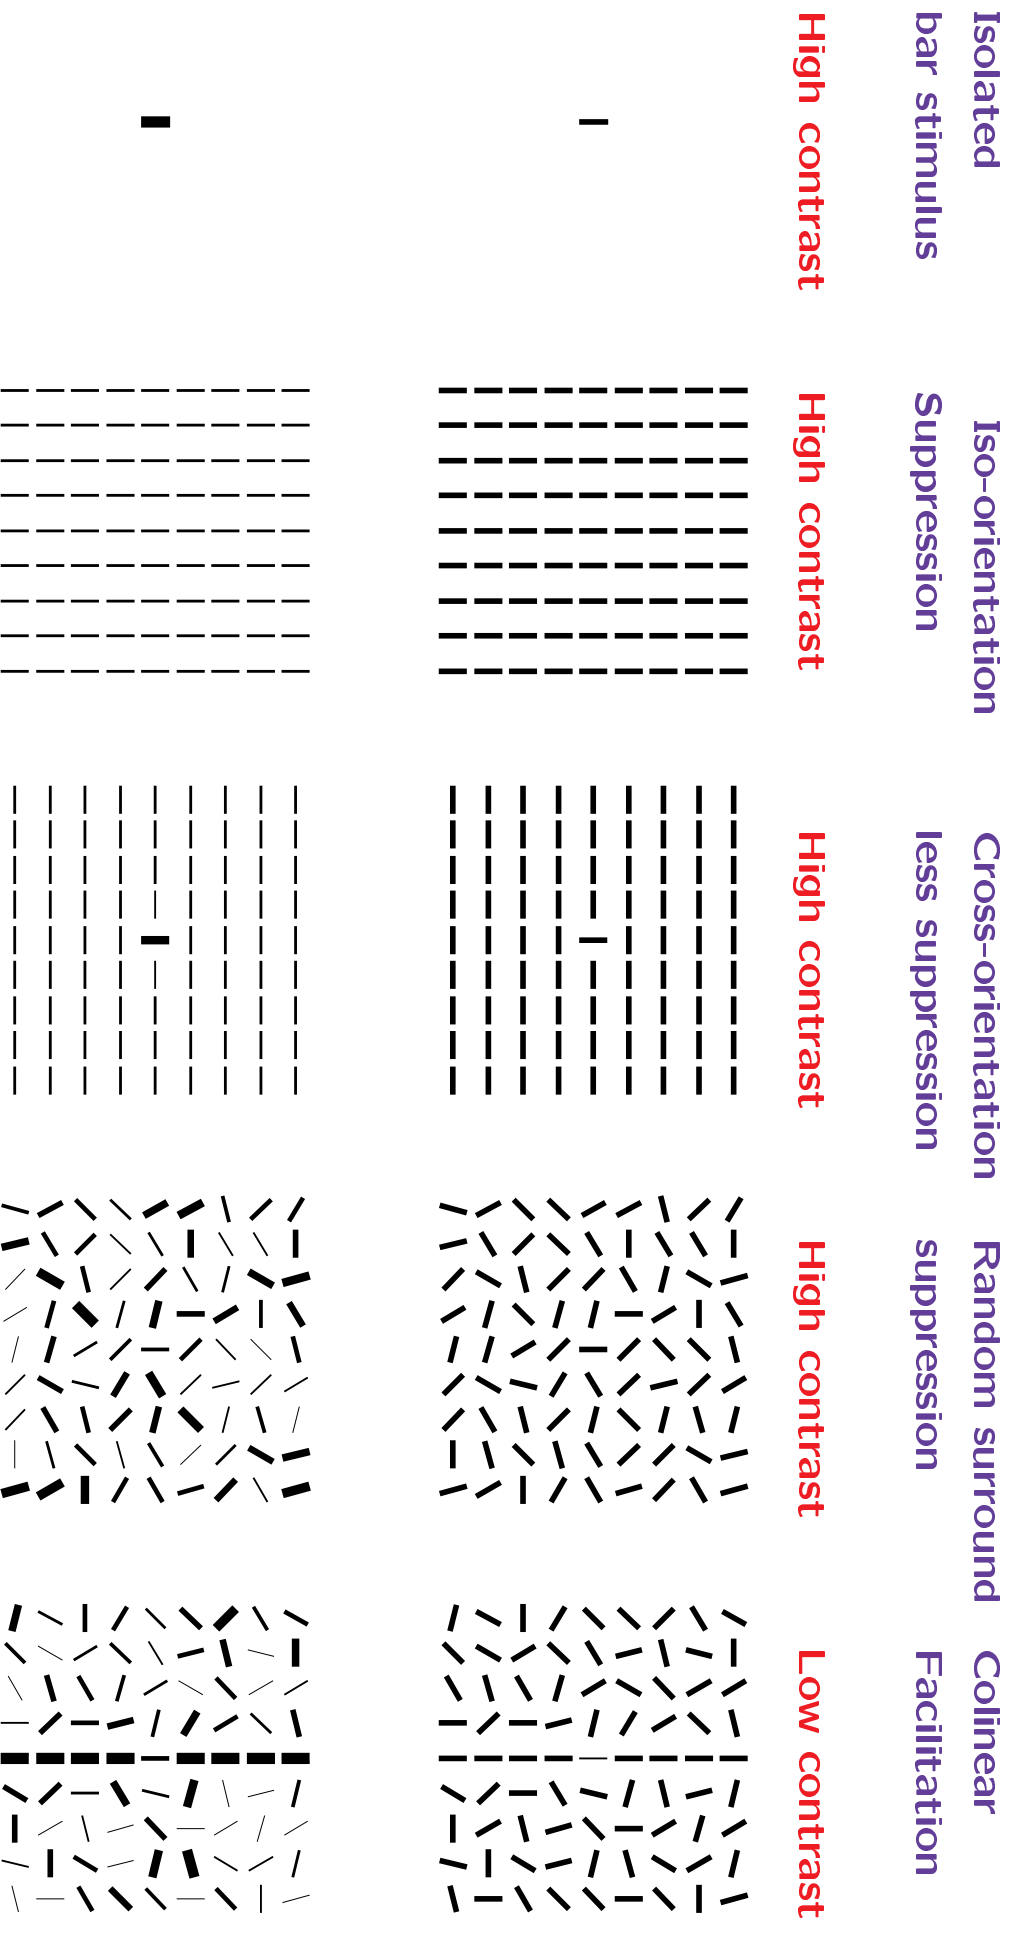 Isolated
bar stimulus
High contrast
Iso-orientation
Suppression
High contrast
Cross-orientation
less suppression
High contrast
Random surround
suppression
High contrast
Colinear
Facilitation
Low contrast